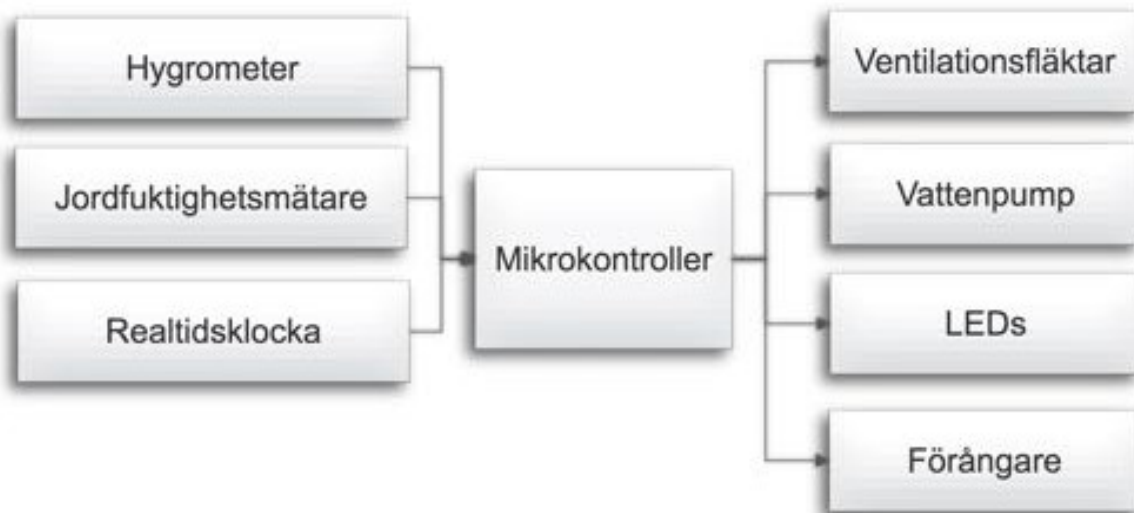 Hygrometer
Jordfuktighetsmätare
Realtidsklocka
Mikrokontroller
Ventilationsfläktar
Vattenpump
LEDs
Förångare